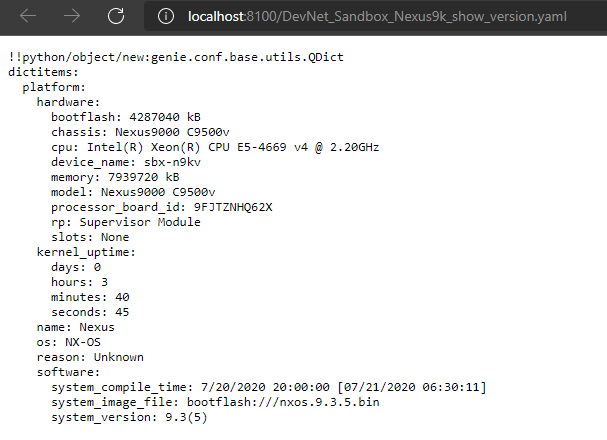 localhost:8100/DevNet_Sandbox_Nexus9k_show_version.yaml
!!python/object/new:genie.conf.base.utils.QDict
dictitems:
  platform:
    hardware:
      bootflash: 4287040 kB
      chassis: Nexus9000 C9500v
      cpu: Intel(R) Xeon(R) CPU E5-4669 v4 @ 2.20GHz
      device_name: sbx-n9kv
      memory: 7939720 kB
      model: Nexus9000 C9500v
      processor_board_id: 9FJTZNHQ62X
      rp: Supervisor Module
      slots: None
    kernel_uptime:
      days: 0
      hours: 3
      minutes: 40
      seconds: 45
    name: Nexus
    os: NX-OS
    reason: Unknown
    software:
      system_compile_time: 7/20/2020 20:00:00 [07/21/2020 06:30:11]
      system_image_file: bootflash:///nxos.9.3.5.bin
      system_version: 9.3(5)